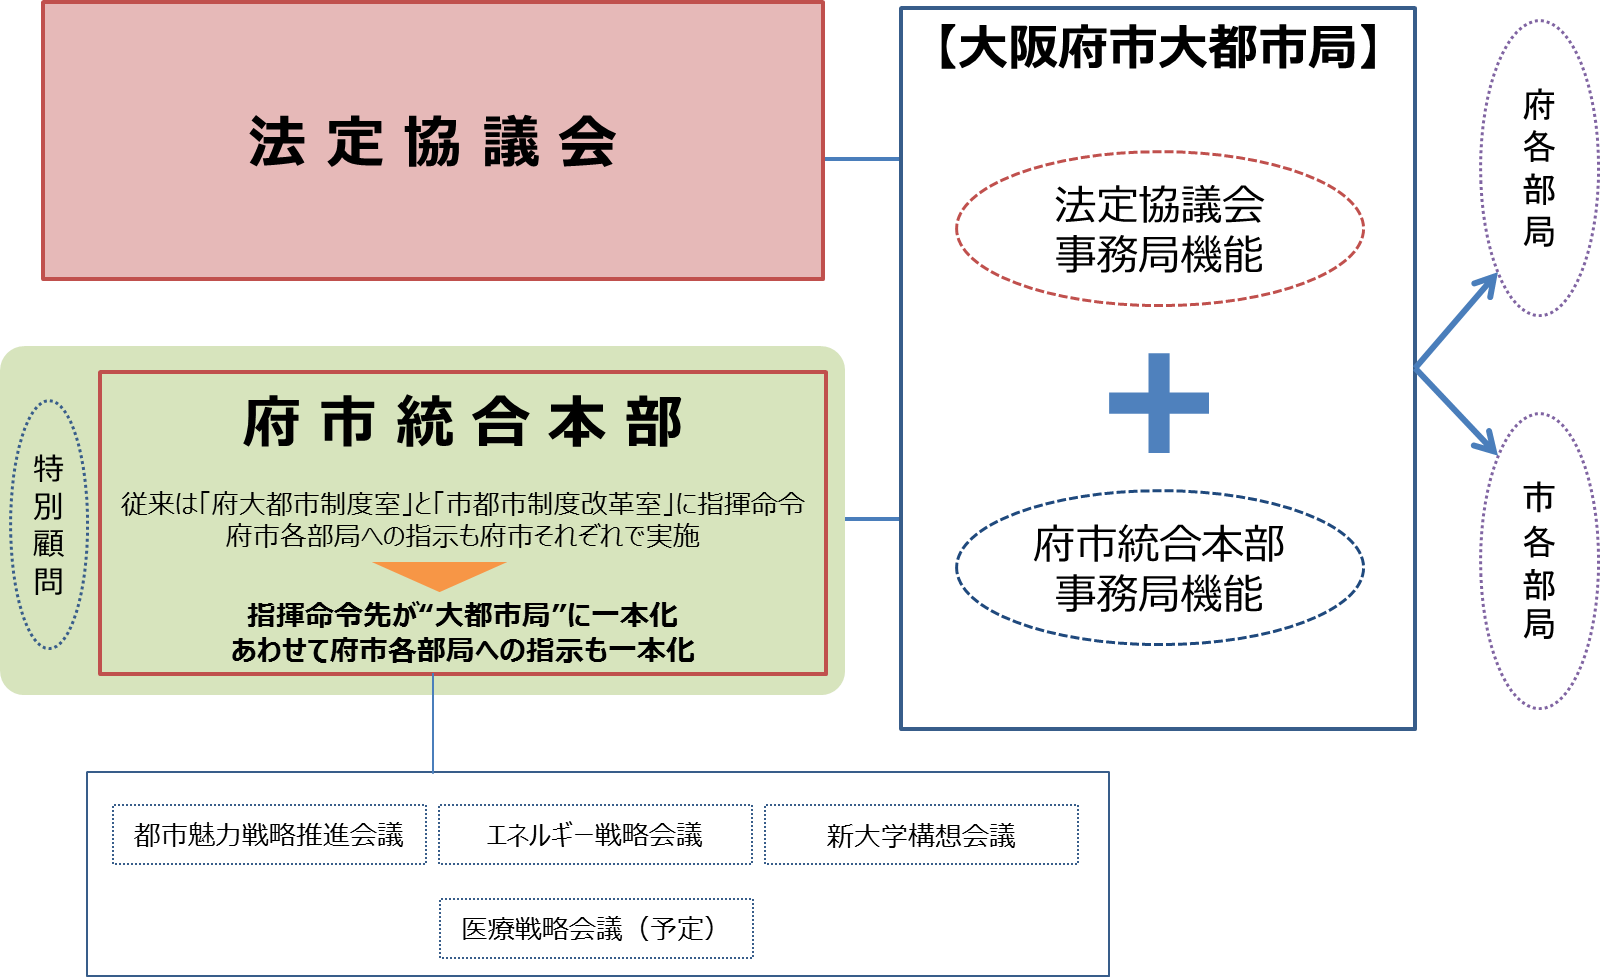 法定協議会
【大阪府市大都市局】
法定協議会
事務局機能
府市統合本部
事務局機能
府各部局
市各部局
特別顧問
府市統合本部
従来は「府大都市制度室」と「市都市制度改革室」に指揮命令
府市各部局への指示も府市それぞれで実施
指揮命令先が“大都市局”に一本化
あわせて府市各部局への指示も一本化
都市魅力戦略推進会議
エネルギー戦略会議
新大学構想会議
医療戦略会議（予定）